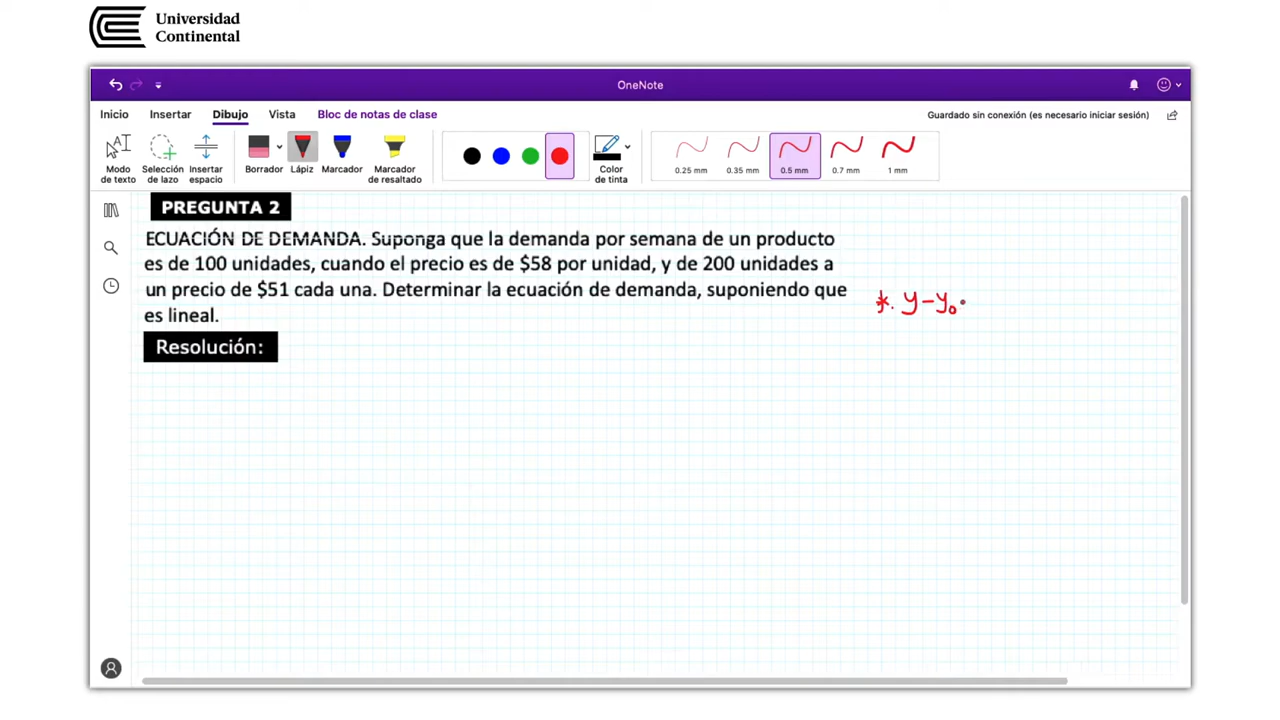 Universidad
Continental
OneNote
Inicio Insertar Dibujo Vista Bloc de notas de clase Guardado sin conexión (es necesario iniciar sesión)
Modo de texto Selección de lazo Insertar espacio Borrador Lápiz Marcador Marcador de resaltado Color de tinta 0.25 mm 0.35 mm 0.5 mm 0.7 mm 1 mm
PREGUNTA 2
ECUACIÓN DE DEMANDA. Suponga que la demanda por semana de un producto
es de 100 unidades, cuando el precio es de $58 por unidad, y de 200 unidades a
un precio de $51 cada una. Determinar la ecuación de demanda, suponiendo que
es lineal.
*. y-y₀
Resolución: